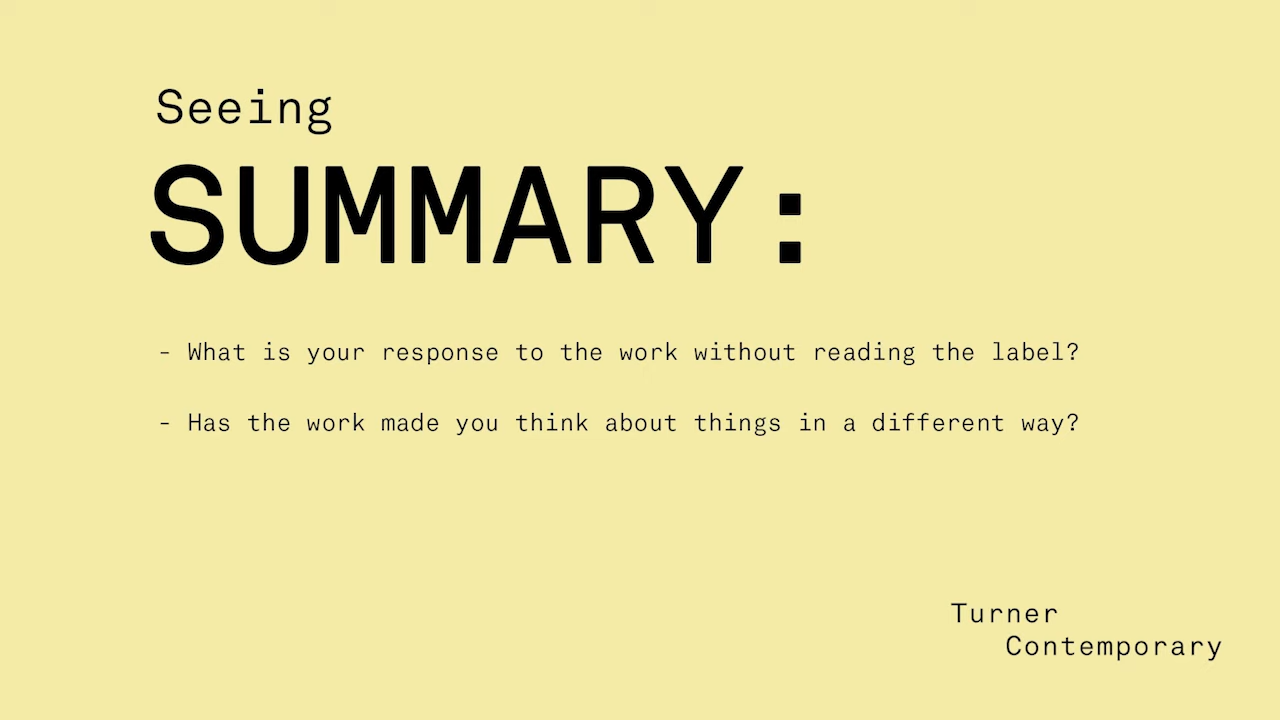 Seeing
SUMMARY:
- What is your response to the work without reading the label?
- Has the work made you think about things in a different way?
Turner
Contemporary